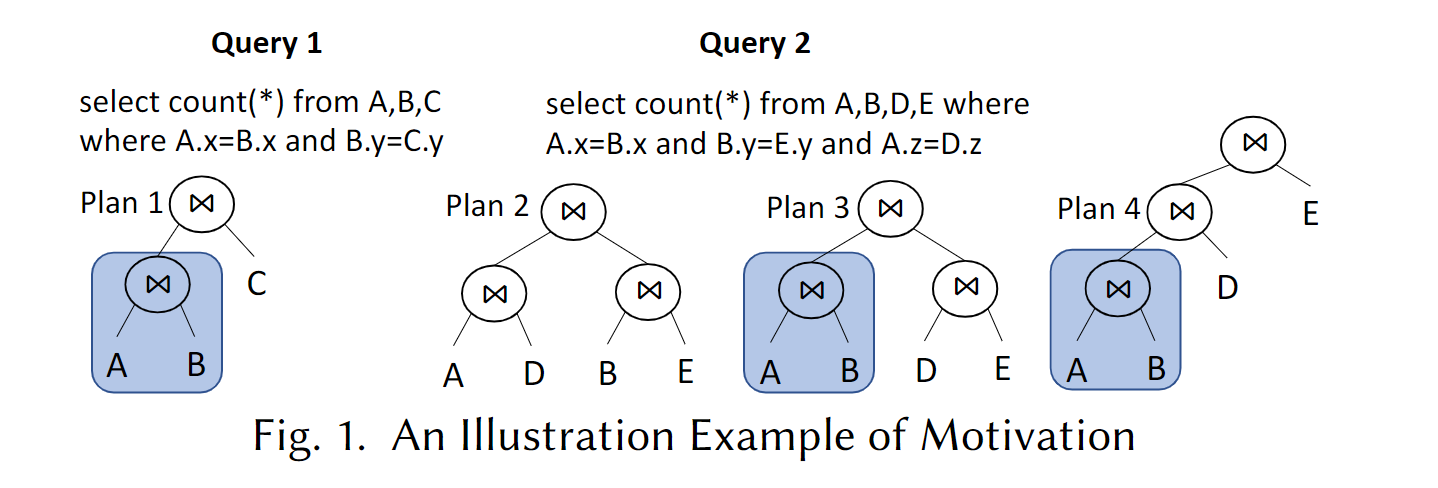 Query 1
select count(*) from A,B,C
where A.x=B.x and B.y=C.y
Query 2
select count(*) from A,B,D,E where
A.x=B.x and B.y=E.y and A.z=D.z
Plan 1
⋈
⋈
C
A
B
Plan 2
⋈
⋈
⋈
A
D
B
E
Plan 3
⋈
⋈
⋈
A
B
D
E
⋈
Plan 4
⋈
E
⋈
D
A
B
Fig. 1. An Illustration Example of Motivation